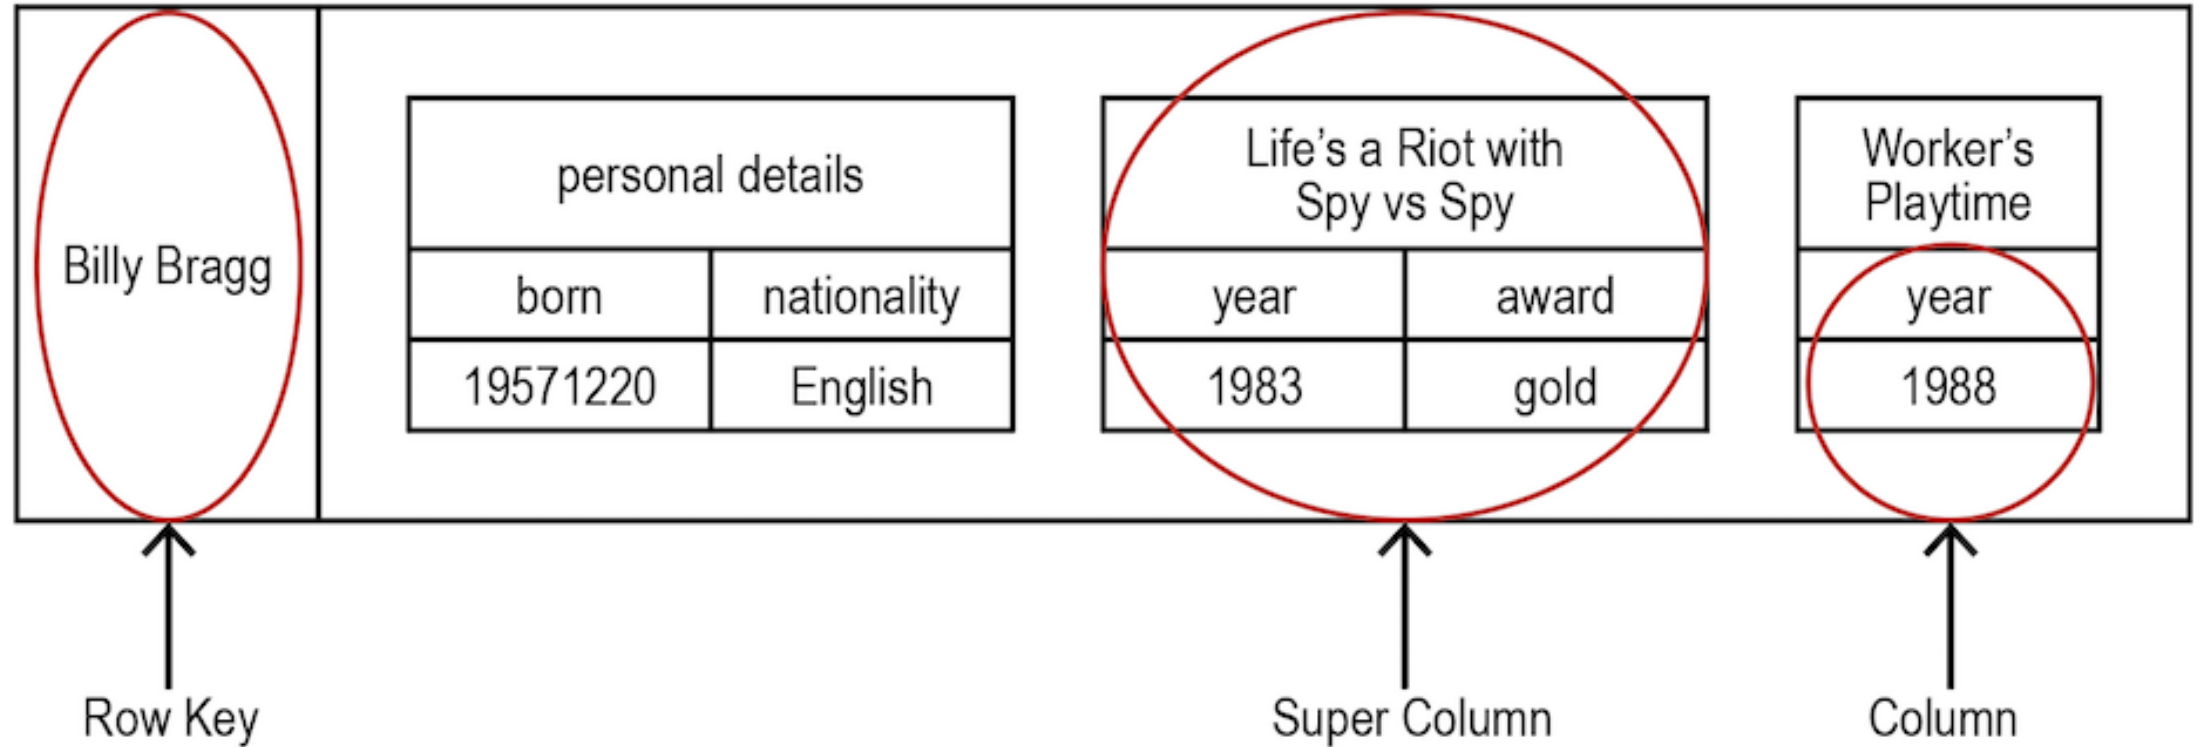 Billy Bragg
personal details
born nationality
19571220 English
Life's a Riot with
Spy vs Spy
year award
1983 gold
Worker's
Playtime
year
1988
Row Key
Super Column
Column